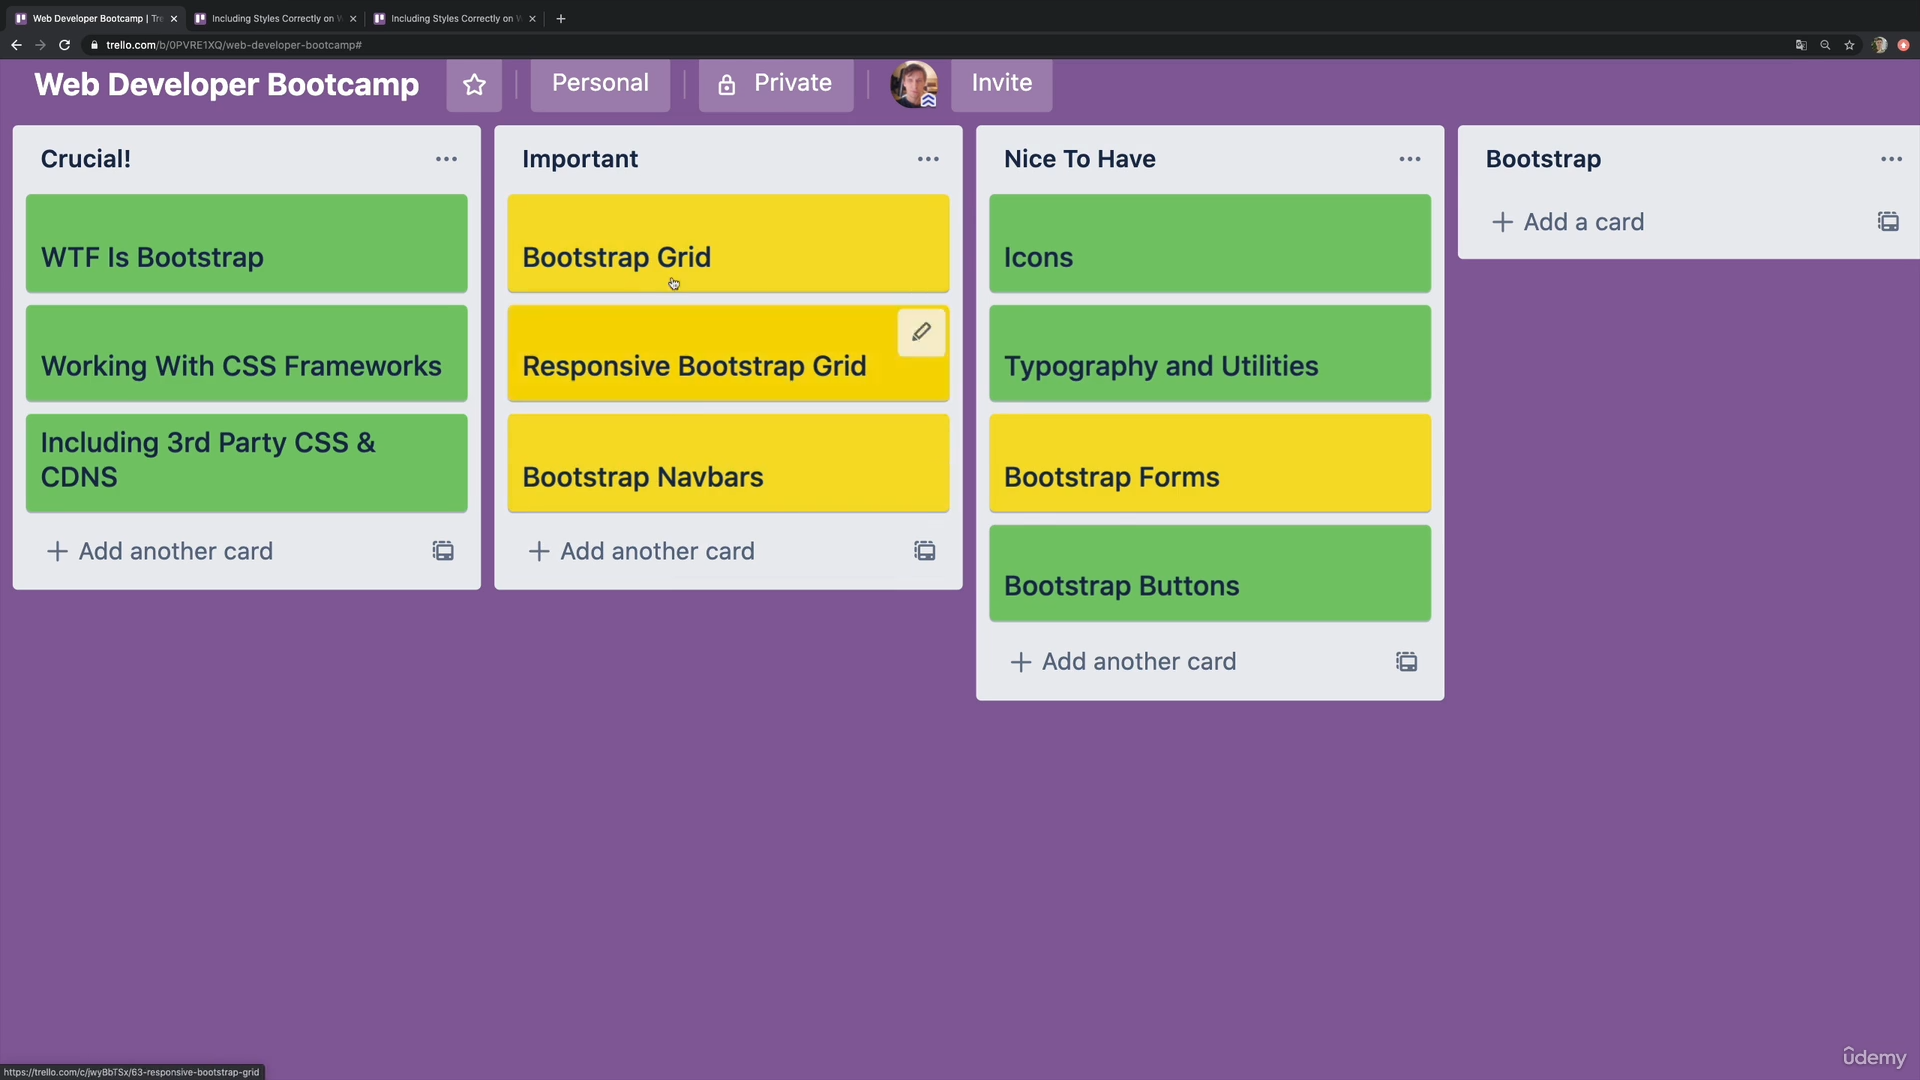 Web Developer Bootcamp | Tre
Including Styles Correctly on W
Including Styles Correctly on W
trello.com/b/0PVRE1XQ/web-developer-bootcamp#
Web Developer Bootcamp
Personal
Private
Invite
Crucial!
WTF Is Bootstrap
Working With CSS Frameworks
Including 3rd Party CSS &
CDNS
+ Add another card
Important
Bootstrap Grid
Responsive Bootstrap Grid
Bootstrap Navbars
+ Add another card
Nice To Have
Icons
Typography and Utilities
Bootstrap Forms
Bootstrap Buttons
+ Add another card
Bootstrap
+ Add a card
https://trello.com/c/jwyBbTSx/63-responsive-bootstrap-grid
ûdemy